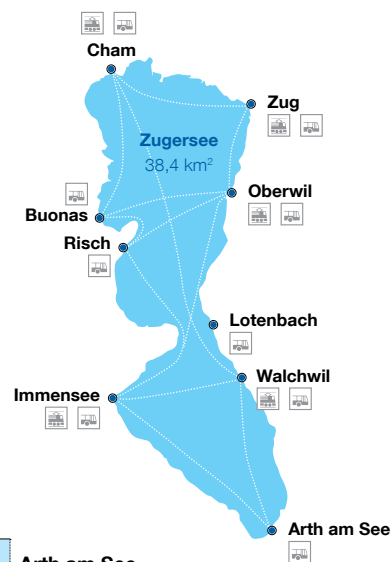 Cham
Zug
Zugersee
38,4 km²
Oberwil
Buonas
Risch
Lotenbach
Walchwil
Immensee
Arth am See
Arth am See